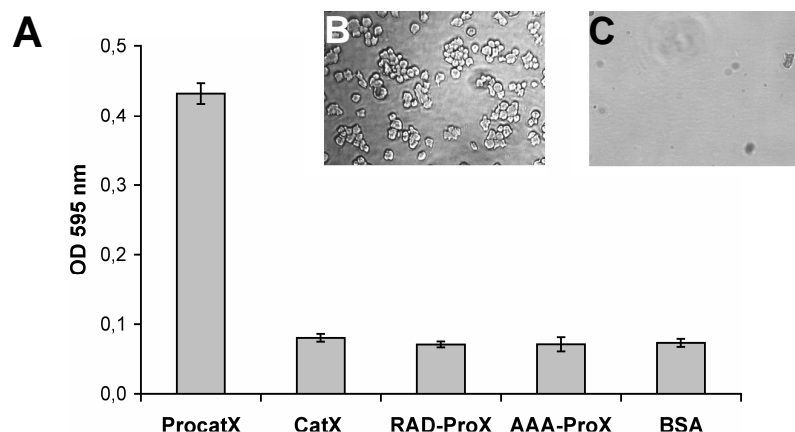 A
B
C
OD 595 nm
0,5
0,4
0,3
0,2
0,1
0,0
ProcatX CatX RAD-ProX AAA-ProX BSA